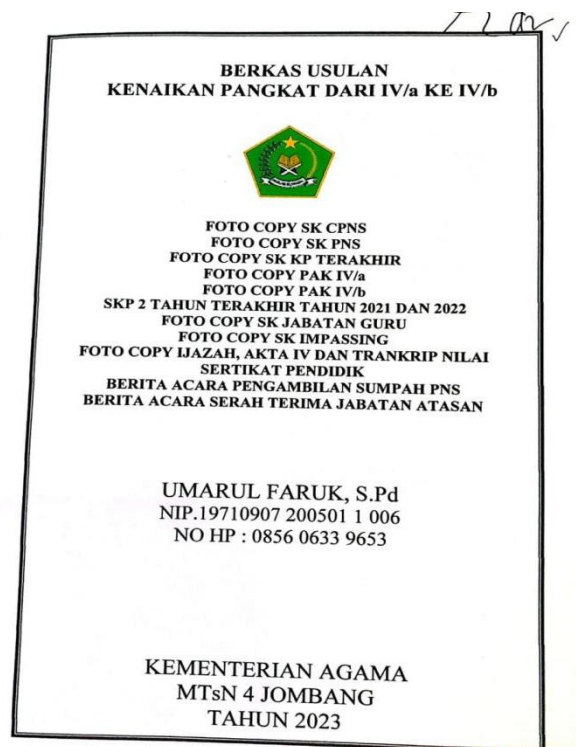 BERKAS USULAN
KENAIKAN PANGKAT DARI IV/a KE IV/b
FOTO COPY SK CPNS
FOTO COPY SK PNS
FOTO COPY SK KP TERAKHIR
FOTO COPY PAK IV/a
FOTO COPY PAK IV/b
SKP 2 TAHUN TERAKHIR TAHUN 2021 DAN 2022
FOTO COPY SK JABATAN GURU
FOTO COPY SK IMPASSING
FOTO COPY IJAZAH, AKTA IV DAN TRANKRIP NILAI
SERTIKAT PENDIDIK
BERITA ACARA PENGAMBILAN SUMPAH PNS
BERITA ACARA SERAH TERIMA JABATAN ATASAN
UMARUL FARUK, S.Pd
NIP.19710907 200501 1 006
NO HP : 0856 0633 9653
KEMENTERIAN AGAMA
MTsN 4 JOMBANG
TAHUN 2023